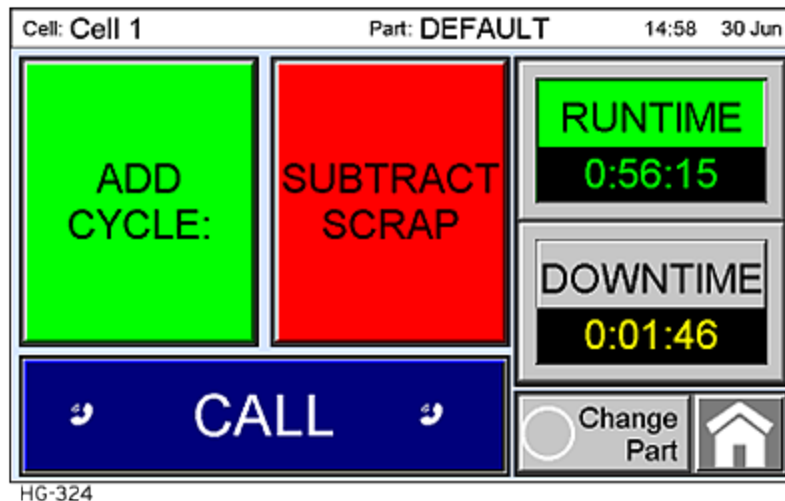 Cell: Cell 1 Part: DEFAULT 14:58 30 Jun
ADD
CYCLE:
SUBTRACT
SCRAP
RUNTIME
0:56:15
DOWNTIME
0:01:46
CALL
Change
Part
HG-324